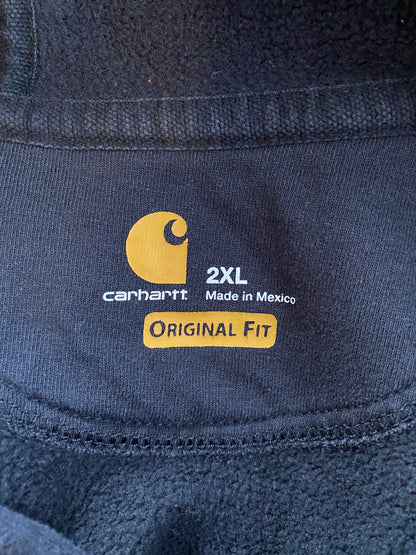 2XL
carhartt
Made in Mexico
ORIGINAL FIT